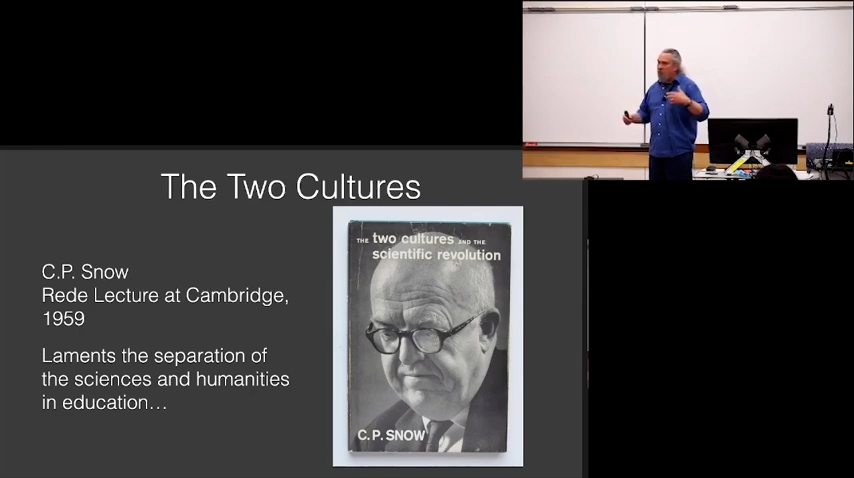 The Two Cultures
C.P. Snow
Rede Lecture at Cambridge,
1959
Laments the separation of
the sciences and humanities
in education…
THE two cultures AND THE
scientific revolution
C.P. SNOW